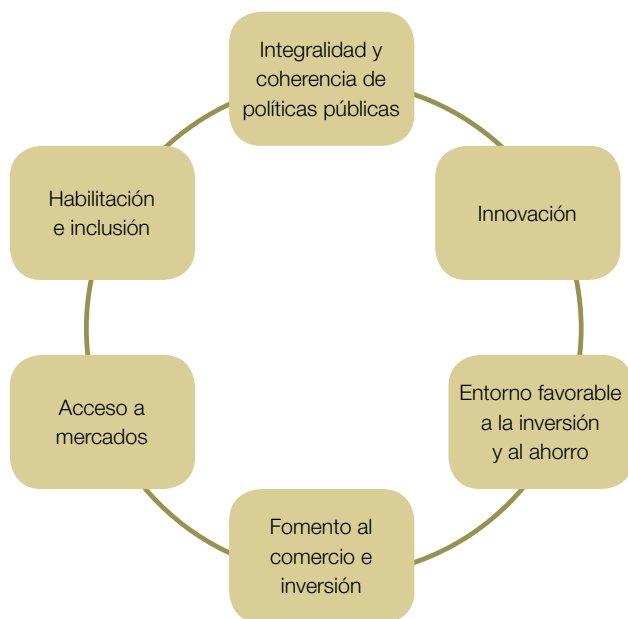 Integralidad y
coherencia de
políticas públicas
Innovación
Entorno favorable
a la inversión
y al ahorro
Fomento al
comercio e
inversión
Acceso a
mercados
Habilitación
e inclusión